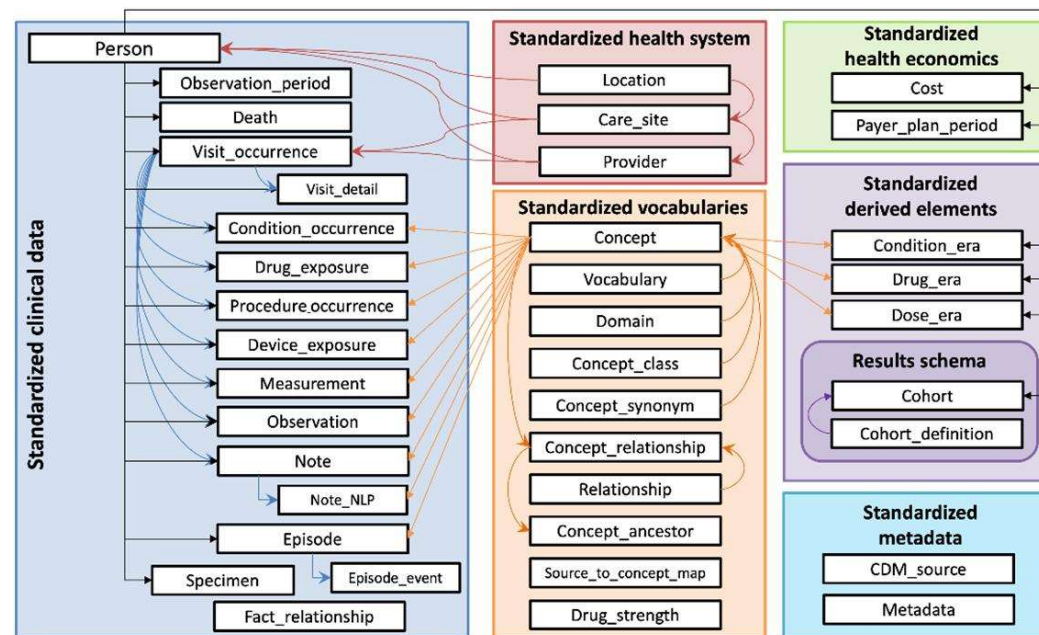 Standardized clinical data
Person
Observation_period
Death
Visit_occurrence
Visit_detail
Condition_occurrence
Drug_exposure
Procedure_occurrence
Device_exposure
Measurement
Observation
Note
Note_NLP
Episode
Episode_event
Specimen
Fact_relationship
Standardized health system
Location
Care_site
Provider
Standardized vocabularies
Concept
Vocabulary
Domain
Concept_class
Concept_synonym
Concept_relationship
Relationship
Concept_ancestor
Source_to_concept_map
Drug_strength
Standardized
health economics
Cost
Payer_plan_period
Standardized
derived elements
Condition_era
Drug_era
Dose_era
Results schema
Cohort
Cohort_definition
Standardized
metadata
CDM_source
Metadata